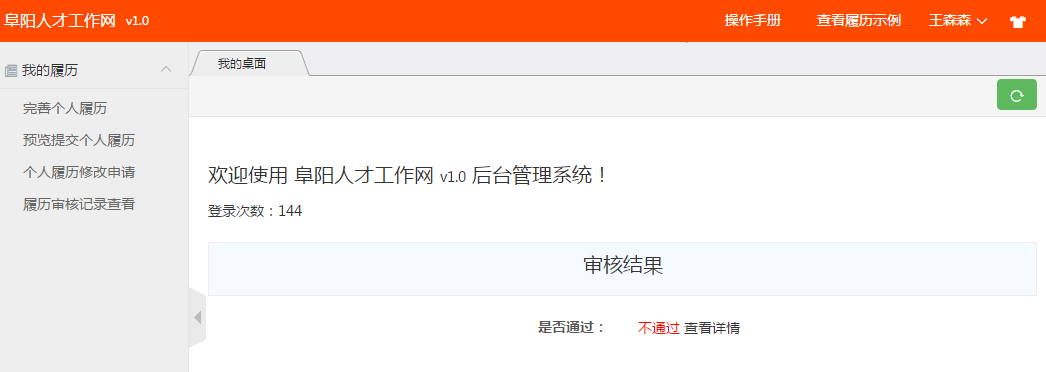 阜阳人才工作网 v1.0
操作手册 查看履历示例 王森森
我的履历
完善个人履历
预览提交个人履历
个人履历修改申请
履历审核记录查看
我的桌面
欢迎使用 阜阳人才工作网 v1.0 后台管理系统！
登录次数：144
审核结果
是否通过： 不通过 查看详情